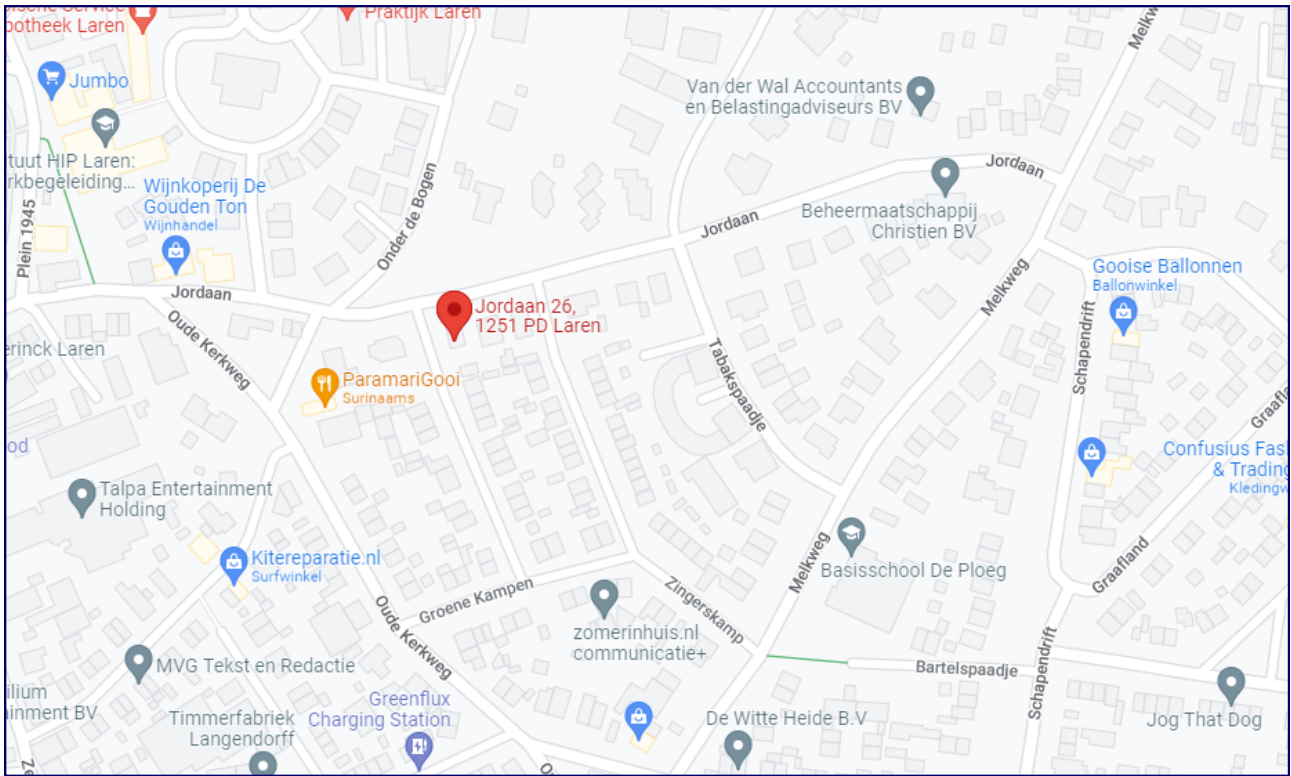 Praktijk Laren
potheek Laren
Jumbo
Van der Wal Accountants
en Belastingadviseurs BV
Melkw
tuut HIP Laren:
rkbegeleiding...
Jordaan
Wijnkoperij De
Gouden Ton
Wijnhandel
Onder de Bogen
Plein 1945
Beheermaatschappij
Christien BV
Jordaan
Gooise Ballonnen
Ballonwinkel
Melkweg
Jordaan
Jordaan 26,
1251 PD Laren
Oude Kerkweg
erinck Laren
Schapendrift
Tabakspaadje
ParamariGooi
Surinaams
Graafla
od
Confusius Fas
& Trading
Kledingw
Talpa Entertainment
Holding
Kitereparatie.nl
Surfwinkel
Melkweg
Basisschool De Ploeg
Graafland
Groene Kampen
Zingerskamp
Oude Kerkweg
zomerinhuis.nl
communicatie+
MVG Tekst en Redactie
Bartelspaadje
Schapendrift
ilium
ainment BV
Greenflux
Charging Station
Timmerfabriek
Langendorff
De Witte Heide B.V
Jog That Dog